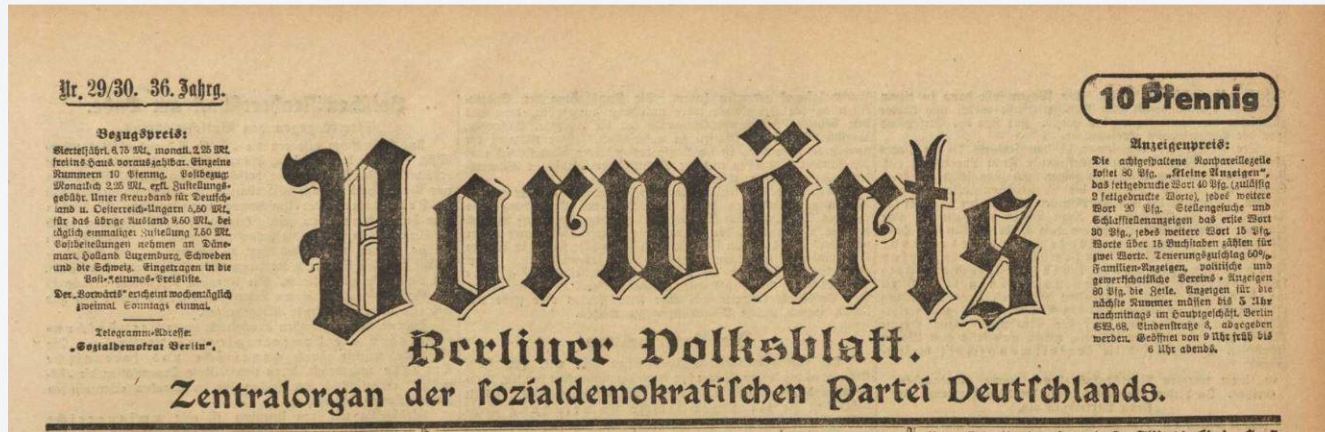 Nr. 29/30. 36. Jahrg.
Bezugspreis:
Vierteljährl. 6,75 Mk., monatl. 2,25 Mk.
frei ins Haus, vorauszahlbar. Einzelne
Nummern 10 Pfennig. Postbezug:
Monatlich 2,25 Mk., exkl. Zustellungs-
gebühr. Unter Kreuzband für Deutsch-
land u. Oesterreich-Ungarn 5,50 Mk.,
für das übrige Ausland 9,50 Mk., bei
täglich einmaliger Zustellung 7,50 Mk.
Postbestellungen nehmen an Däne-
mark, Holland, Luxemburg, Schweden
und die Schweiz. Eingetragen in die
Post-Zeitungs-Preisliste.
Der „Vorwärts“ erscheint wochentäglich
zweimal, Sonntags einmal.
Telegramm-Adresse:
„Sozialdemokrat Berlin“.
Vorwärts
Berliner Volksblatt.
Zentralorgan der sozialdemokratischen Partei Deutschlands.
10 Pfennig
Anzeigenpreis:
Die achtgespaltene Nonpareillezeile
kostet 80 Pfg. „Kleine Anzeigen“,
das fettgedruckte Wort 40 Pfg. (zulässig
2 fettgedruckte Worte), jedes weitere
Wort 20 Pfg. Stellengesuche und
Schlafstellenanzeigen das erste Wort
30 Pfg., jedes weitere Wort 15 Pfg.
Worte über 15 Buchstaben zählen für
zwei Worte. Teuerungszuschlag 50%.
Familien-Anzeigen, politische und
gewerkschaftliche Vereins-Anzeigen
80 Pfg. die Zeile. Anzeigen für die
nächste Nummer müssen bis 5 Uhr
nachmittags im Hauptgeschäft, Berlin
SW. 68, Lindenstraße 3, abgegeben
werden. Geöffnet von 9 Uhr früh bis
6 Uhr abends.